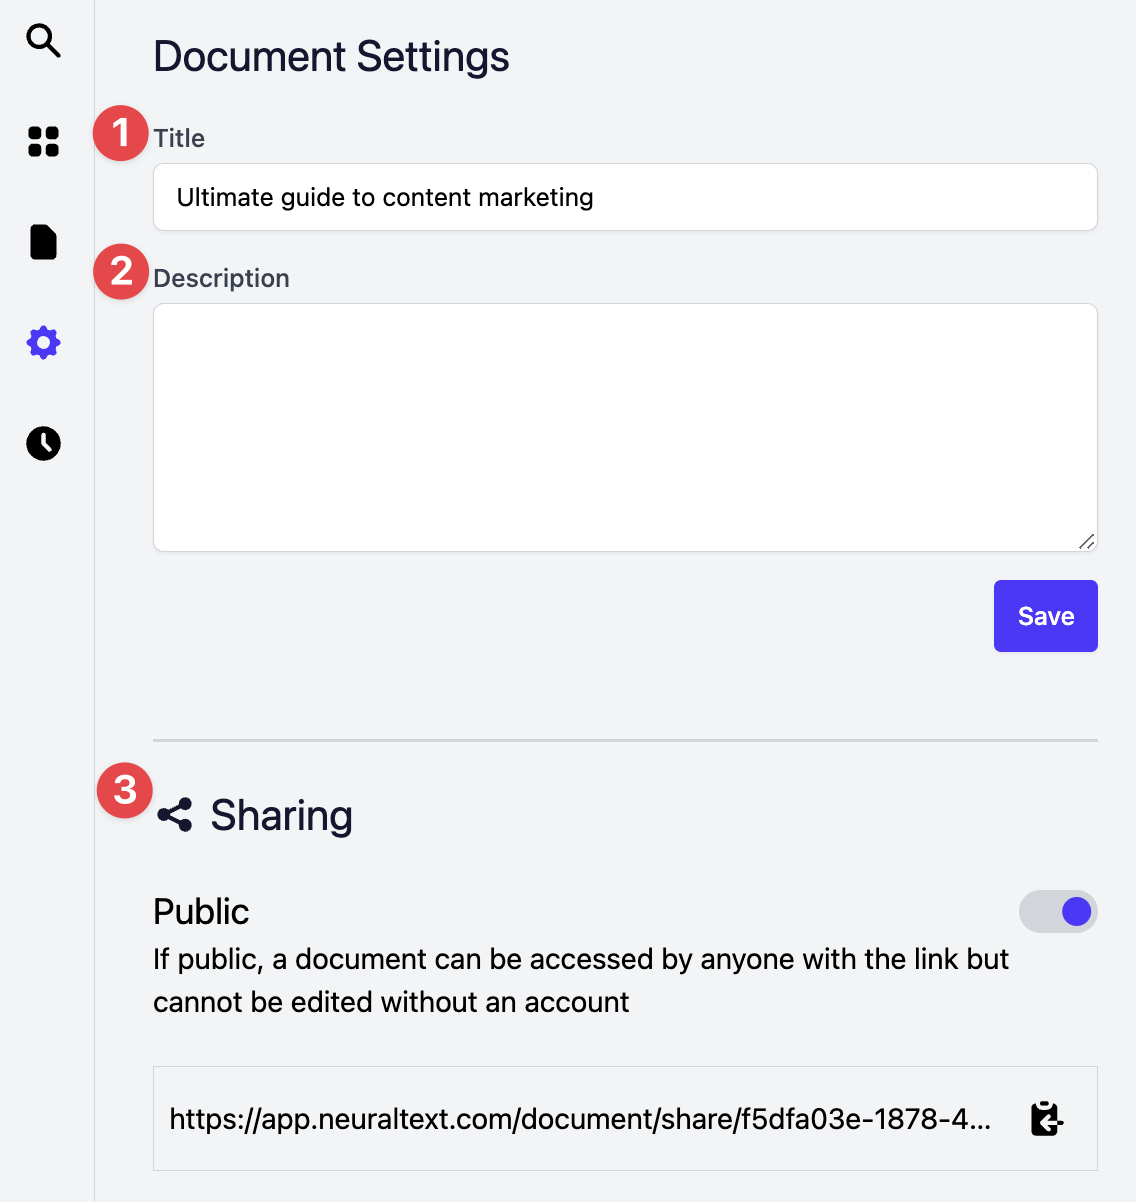 Document Settings
1
Title
Ultimate guide to content marketing
2
Description
Save
3
Sharing
Public
If public, a document can be accessed by anyone with the link but
cannot be edited without an account
https://app.neuraltext.com/document/share/f5dfa03e-1878-4...